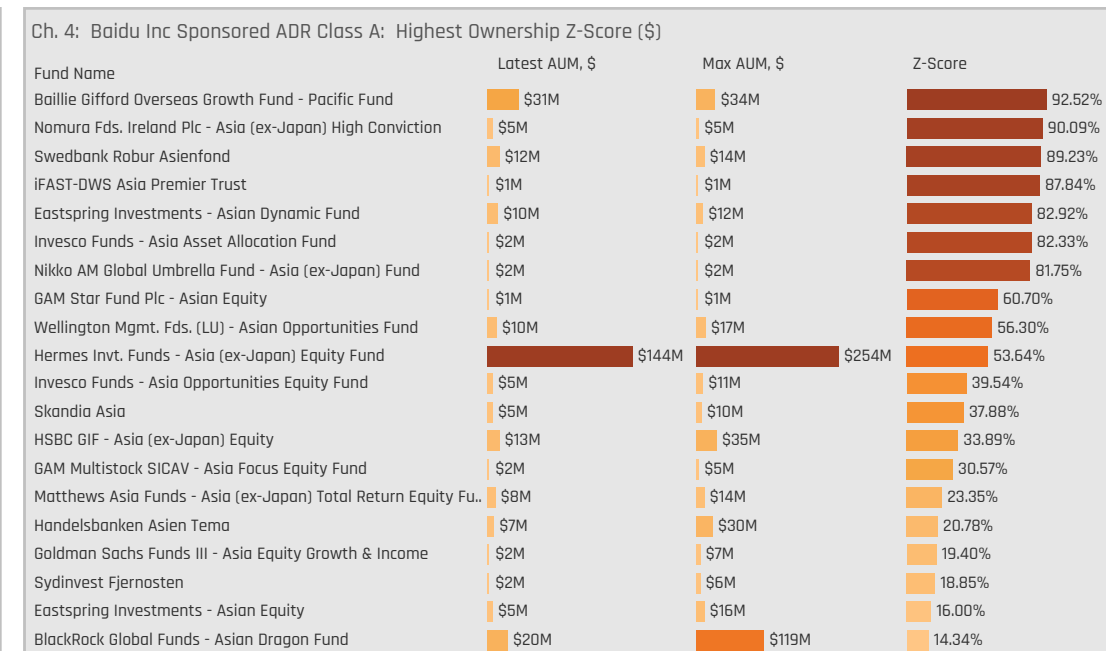 Ch. 4: Baidu Inc Sponsored ADR Class A: Highest Ownership Z-Score ($)
Fund Name Latest AUM, $ Max AUM, $ Z-Score
Baillie Gifford Overseas Growth Fund - Pacific Fund $31M $34M 92.52%
Nomura Fds. Ireland Plc - Asia (ex-Japan) High Conviction $5M $5M 90.09%
Swedbank Robur Asienfond $12M $14M 89.23%
iFAST-DWS Asia Premier Trust $1M $1M 87.84%
Eastspring Investments - Asian Dynamic Fund $10M $12M 82.92%
Invesco Funds - Asia Asset Allocation Fund $2M $2M 82.33%
Nikko AM Global Umbrella Fund - Asia (ex-Japan) Fund $2M $2M 81.75%
GAM Star Fund Plc - Asian Equity $1M $1M 60.70%
Wellington Mgmt. Fds. (LU) - Asian Opportunities Fund $10M $17M 56.30%
Hermes Invt. Funds - Asia (ex-Japan) Equity Fund $144M $254M 53.64%
Invesco Funds - Asia Opportunities Equity Fund $5M $11M 39.54%
Skandia Asia $5M $10M 37.88%
HSBC GIF - Asia (ex-Japan) Equity $13M $35M 33.89%
GAM Multistock SICAV - Asia Focus Equity Fund $2M $5M 30.57%
Matthews Asia Funds - Asia (ex-Japan) Total Return Equity Fu.. $8M $14M 23.35%
Handelsbanken Asien Tema $7M $30M 20.78%
Goldman Sachs Funds III - Asia Equity Growth & Income $2M $7M 19.40%
Sydinvest Fjernosten $2M $6M 18.85%
Eastspring Investments - Asian Equity $5M $16M 16.00%
BlackRock Global Funds - Asian Dragon Fund $20M $119M 14.34%